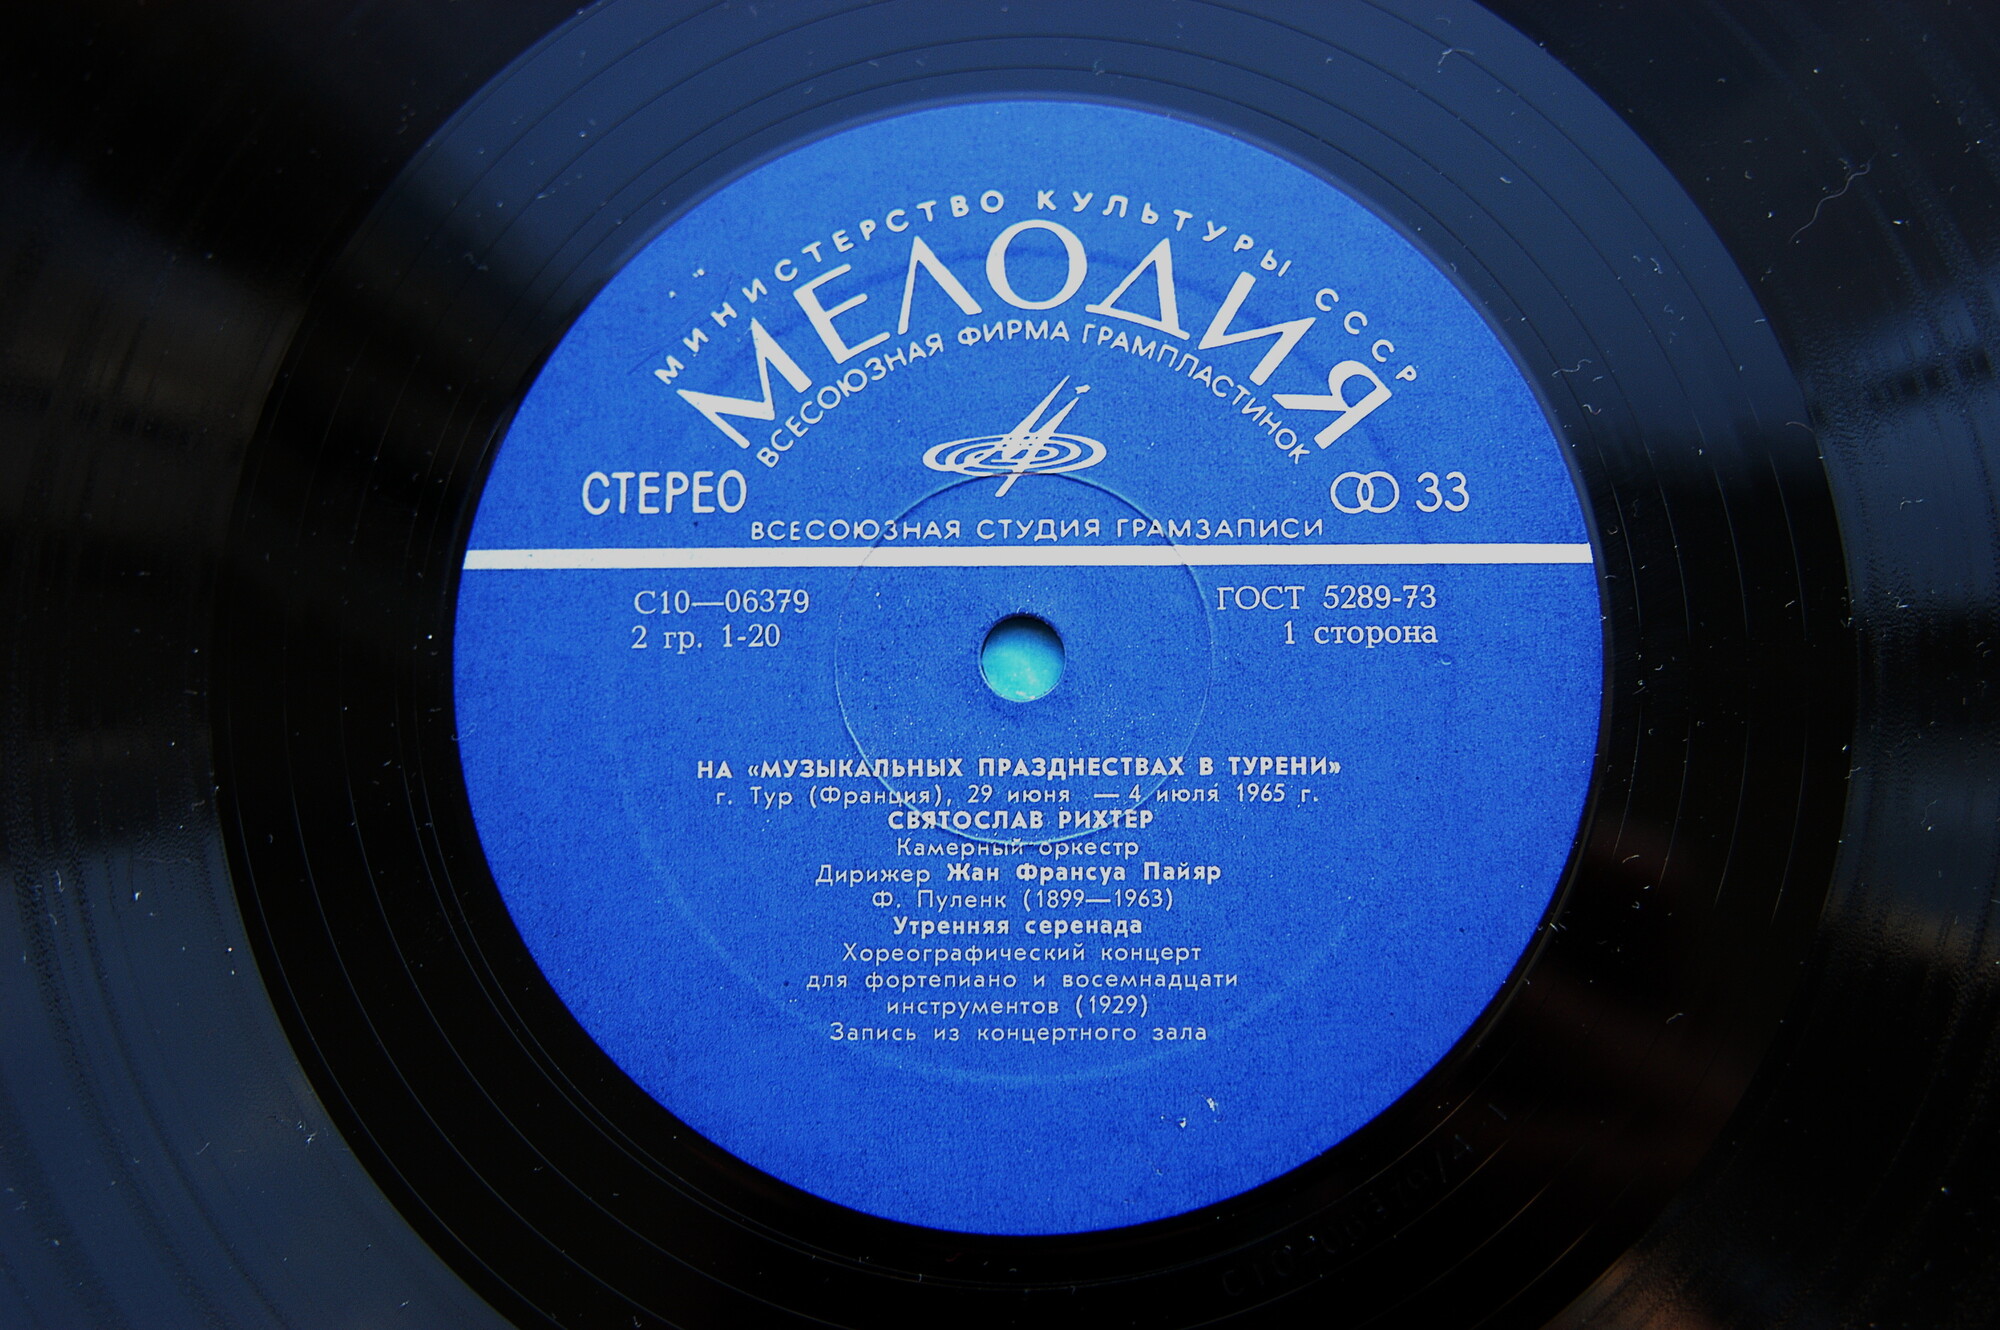 МИНИСТЕРСТВО КУЛЬТУРЫ СССР
МЕЛОДИЯ
ВСЕСОЮЗНАЯ ФИРМА ГРАМПЛАСТИНОК
СТЕРЕО 33
ВСЕСОЮЗНАЯ СТУДИЯ ГРАМЗАПИСИ
С10—06379 ГОСТ 5289-73
2 гр. 1-20 1 сторона
НА «МУЗЫКАЛЬНЫХ ПРАЗДНЕСТВАХ В ТУРЕНИ»
г. Тур (Франция), 29 июня — 4 июля 1965 г.
СВЯТОСЛАВ РИХТЕР
Камерный оркестр
Дирижер Жан Франсуа Пайяр
Ф. Пуленк (1899—1963)
Утренняя серенада
Хореографический концерт
для фортепиано и восемнадцати
инструментов (1929)
Запись из концертного зала